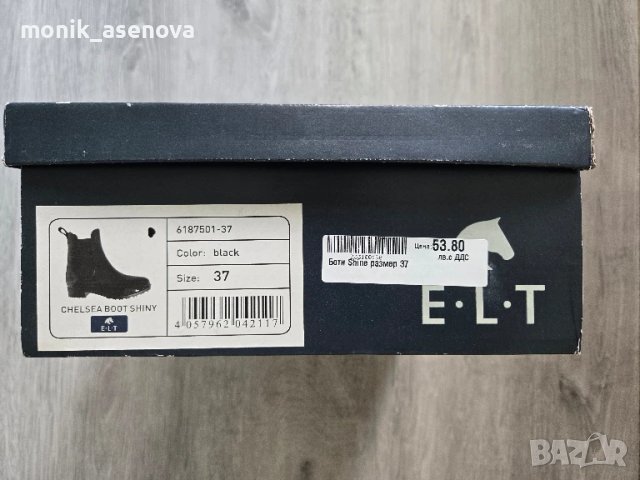 monik_asenova
6187501-37
Color: black
Size: 37
CHELSEA BOOT SHINY
E·L·T
4 057962 042117
Цена: 53.80
лв.с ДДС
Боти Shine размер 37
E·L·T
BAZAR